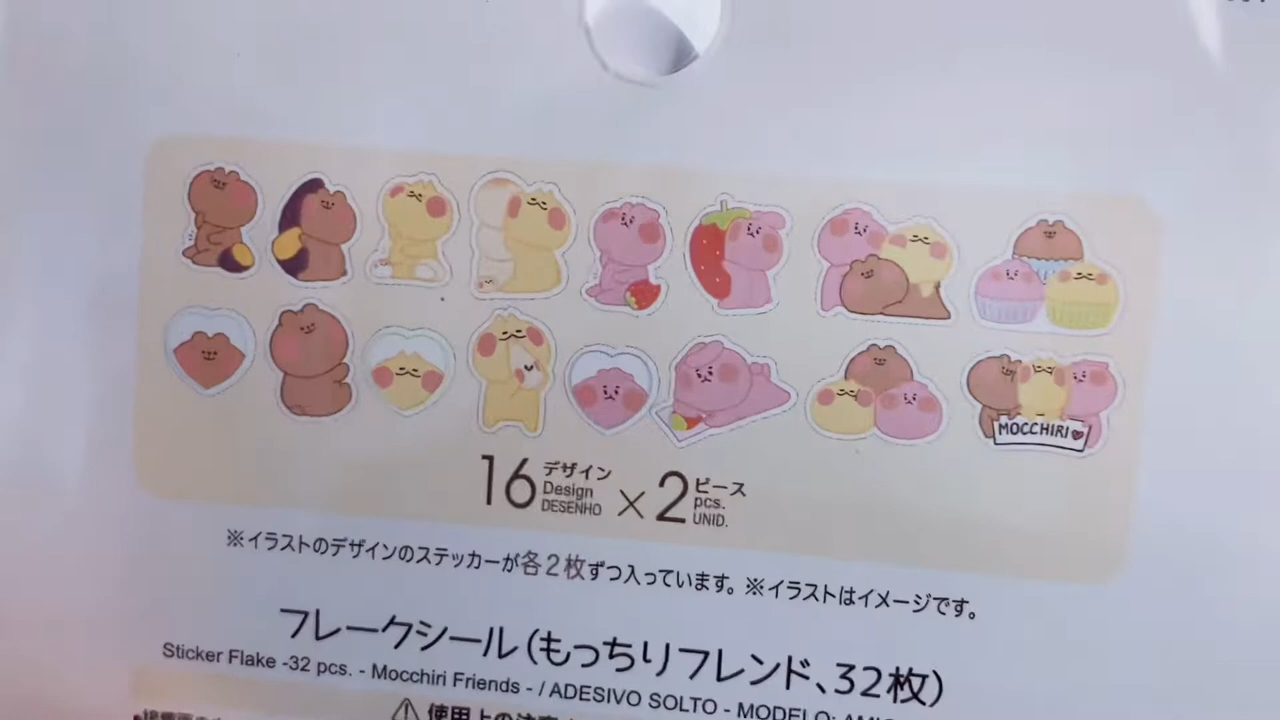 MOCCHIRI
16 デザイン Design DESENHO × 2 ピース pcs. UNID.
※イラストのデザインのステッカーが各2枚ずつ入っています。※イラストはイメージです。
フレークシール(もっちりフレンド、32枚)
Sticker Flake -32 pcs. - Mocchiri Friends - / ADESIVO SOLTO - MODELO:
⚠使用上の注意